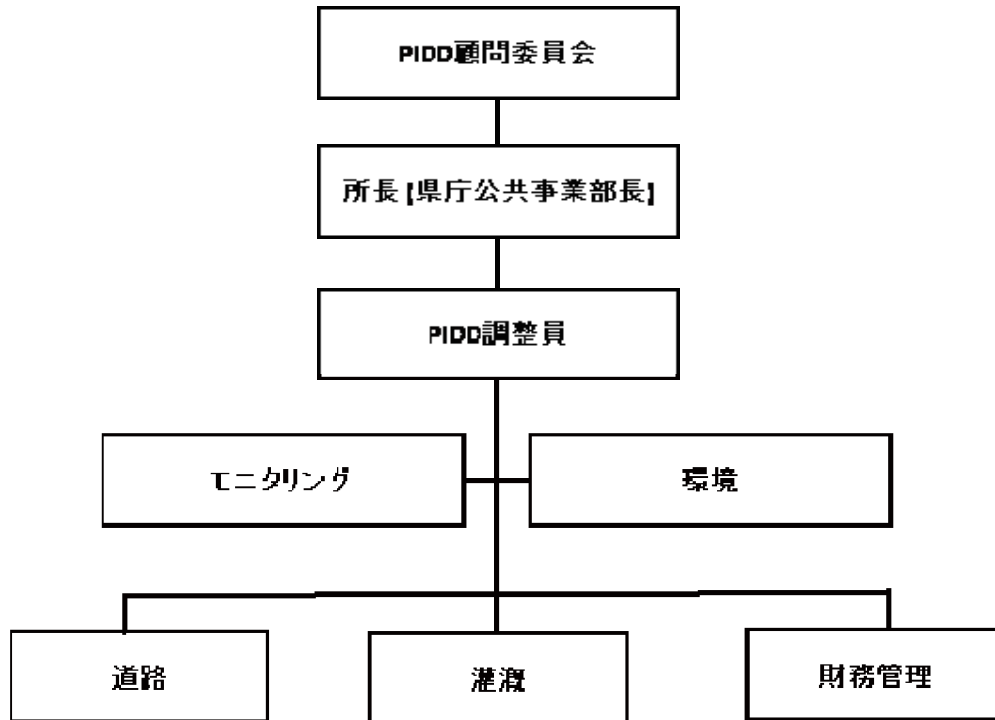 PIDD顧問委員会
所長 [県庁公共事業部長]
PIDD調整員
モニタリング
環境
道路
灌漑
財務管理